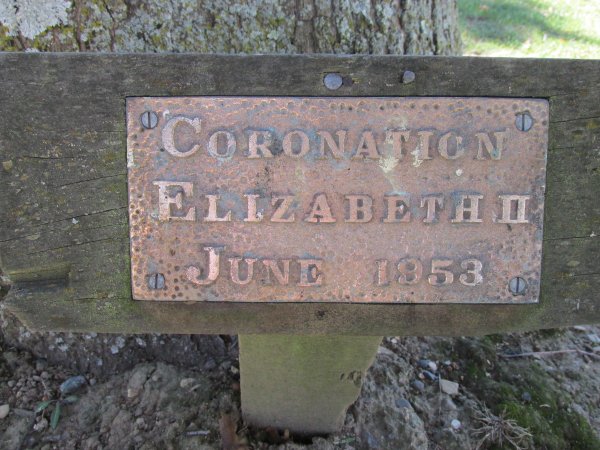 CORONATION
ELIZABETH II
JUNE 1953